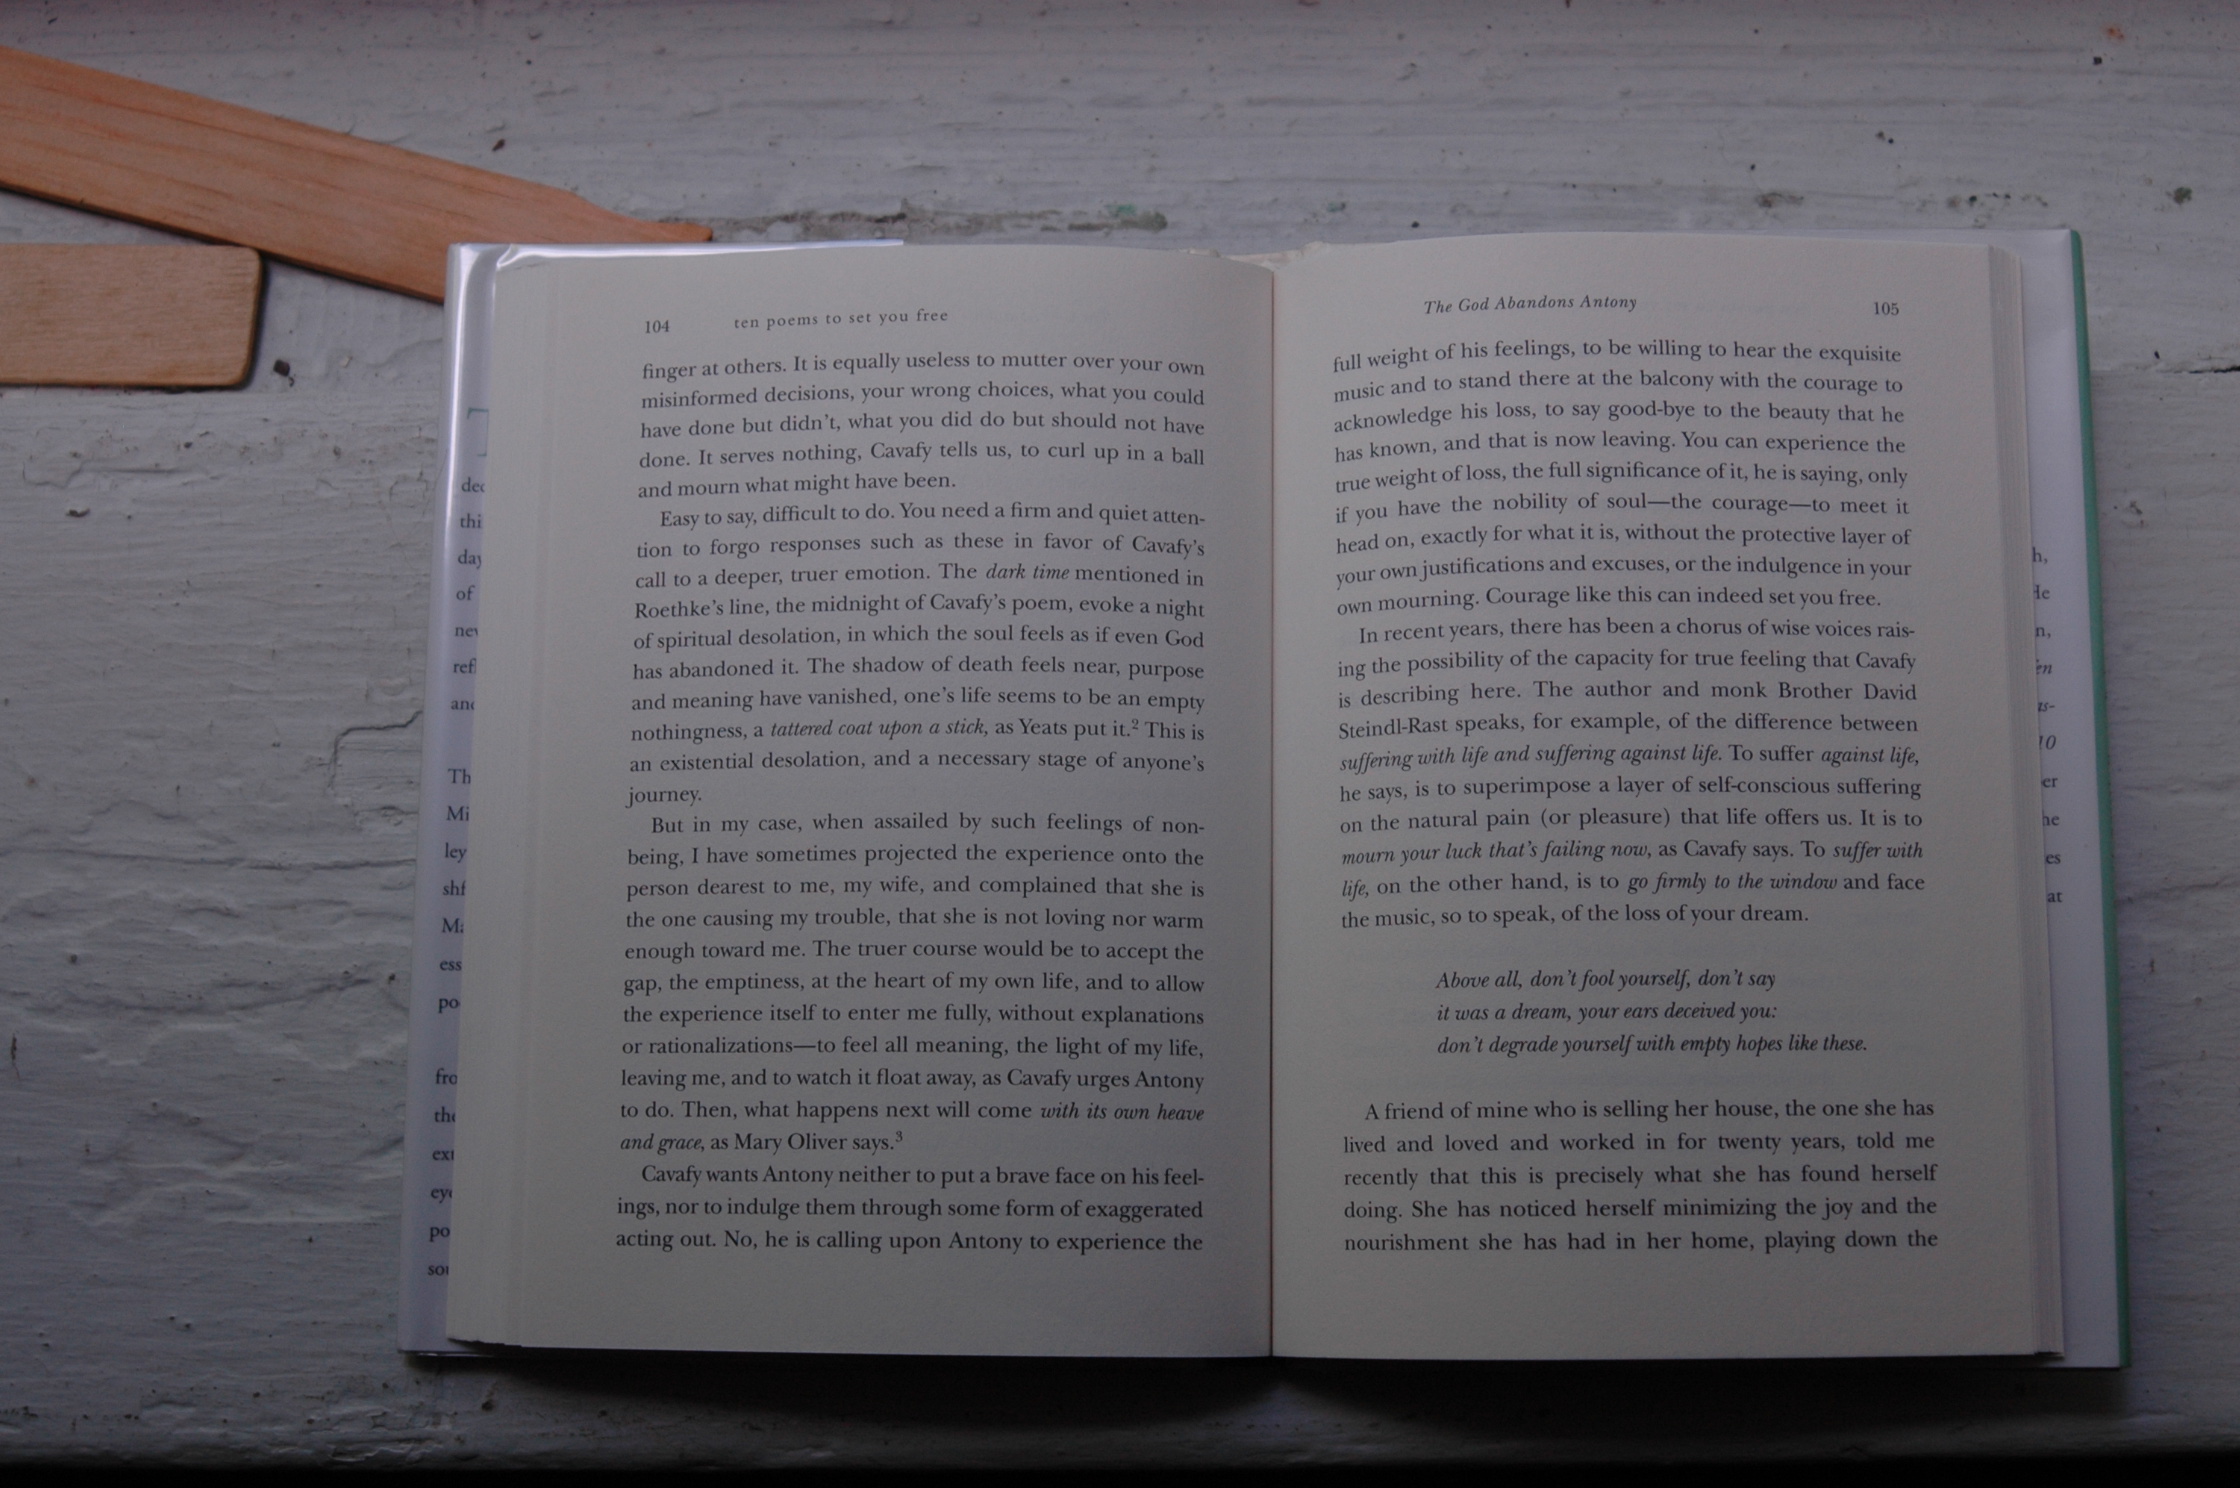 104 ten poems to set you free
finger at others. It is equally useless to mutter over your own
misinformed decisions, your wrong choices, what you could
have done but didn't, what you did do but should not have
done. It serves nothing, Cavafy tells us, to curl up in a ball
and mourn what might have been.
Easy to say, difficult to do. You need a firm and quiet atten-
tion to forgo responses such as these in favor of Cavafy's
call to a deeper, truer emotion. The dark time mentioned in
Roethke's line, the midnight of Cavafy's poem, evoke a night
of spiritual desolation, in which the soul feels as if even God
has abandoned it. The shadow of death feels near, purpose
and meaning have vanished, one's life seems to be an empty
nothingness, a tattered coat upon a stick, as Yeats put it.² This is
an existential desolation, and a necessary stage of anyone's
journey.
But in my case, when assailed by such feelings of non-
being, I have sometimes projected the experience onto the
person dearest to me, my wife, and complained that she is
the one causing my trouble, that she is not loving nor warm
enough toward me. The truer course would be to accept the
gap, the emptiness, at the heart of my own life, and to allow
the experience itself to enter me fully, without explanations
or rationalizations—to feel all meaning, the light of my life,
leaving me, and to watch it float away, as Cavafy urges Antony
to do. Then, what happens next will come with its own heave
and grace, as Mary Oliver says.³
Cavafy wants Antony neither to put a brave face on his feel-
ings, nor to indulge them through some form of exaggerated
acting out. No, he is calling upon Antony to experience the
The God Abandons Antony 105
full weight of his feelings, to be willing to hear the exquisite
music and to stand there at the balcony with the courage to
acknowledge his loss, to say good-bye to the beauty that he
has known, and that is now leaving. You can experience the
true weight of loss, the full significance of it, he is saying, only
if you have the nobility of soul—the courage—to meet it
head on, exactly for what it is, without the protective layer of
your own justifications and excuses, or the indulgence in your
own mourning. Courage like this can indeed set you free.
In recent years, there has been a chorus of wise voices rais-
ing the possibility of the capacity for true feeling that Cavafy
is describing here. The author and monk Brother David
Steindl-Rast speaks, for example, of the difference between
suffering with life and suffering against life. To suffer against life,
he says, is to superimpose a layer of self-conscious suffering
on the natural pain (or pleasure) that life offers us. It is to
mourn your luck that's failing now, as Cavafy says. To suffer with
life, on the other hand, is to go firmly to the window and face
the music, so to speak, of the loss of your dream.
Above all, don't fool yourself, don't say
it was a dream, your ears deceived you:
don't degrade yourself with empty hopes like these.
A friend of mine who is selling her house, the one she has
lived and loved and worked in for twenty years, told me
recently that this is precisely what she has found herself
doing. She has noticed herself minimizing the joy and the
nourishment she has had in her home, playing down the